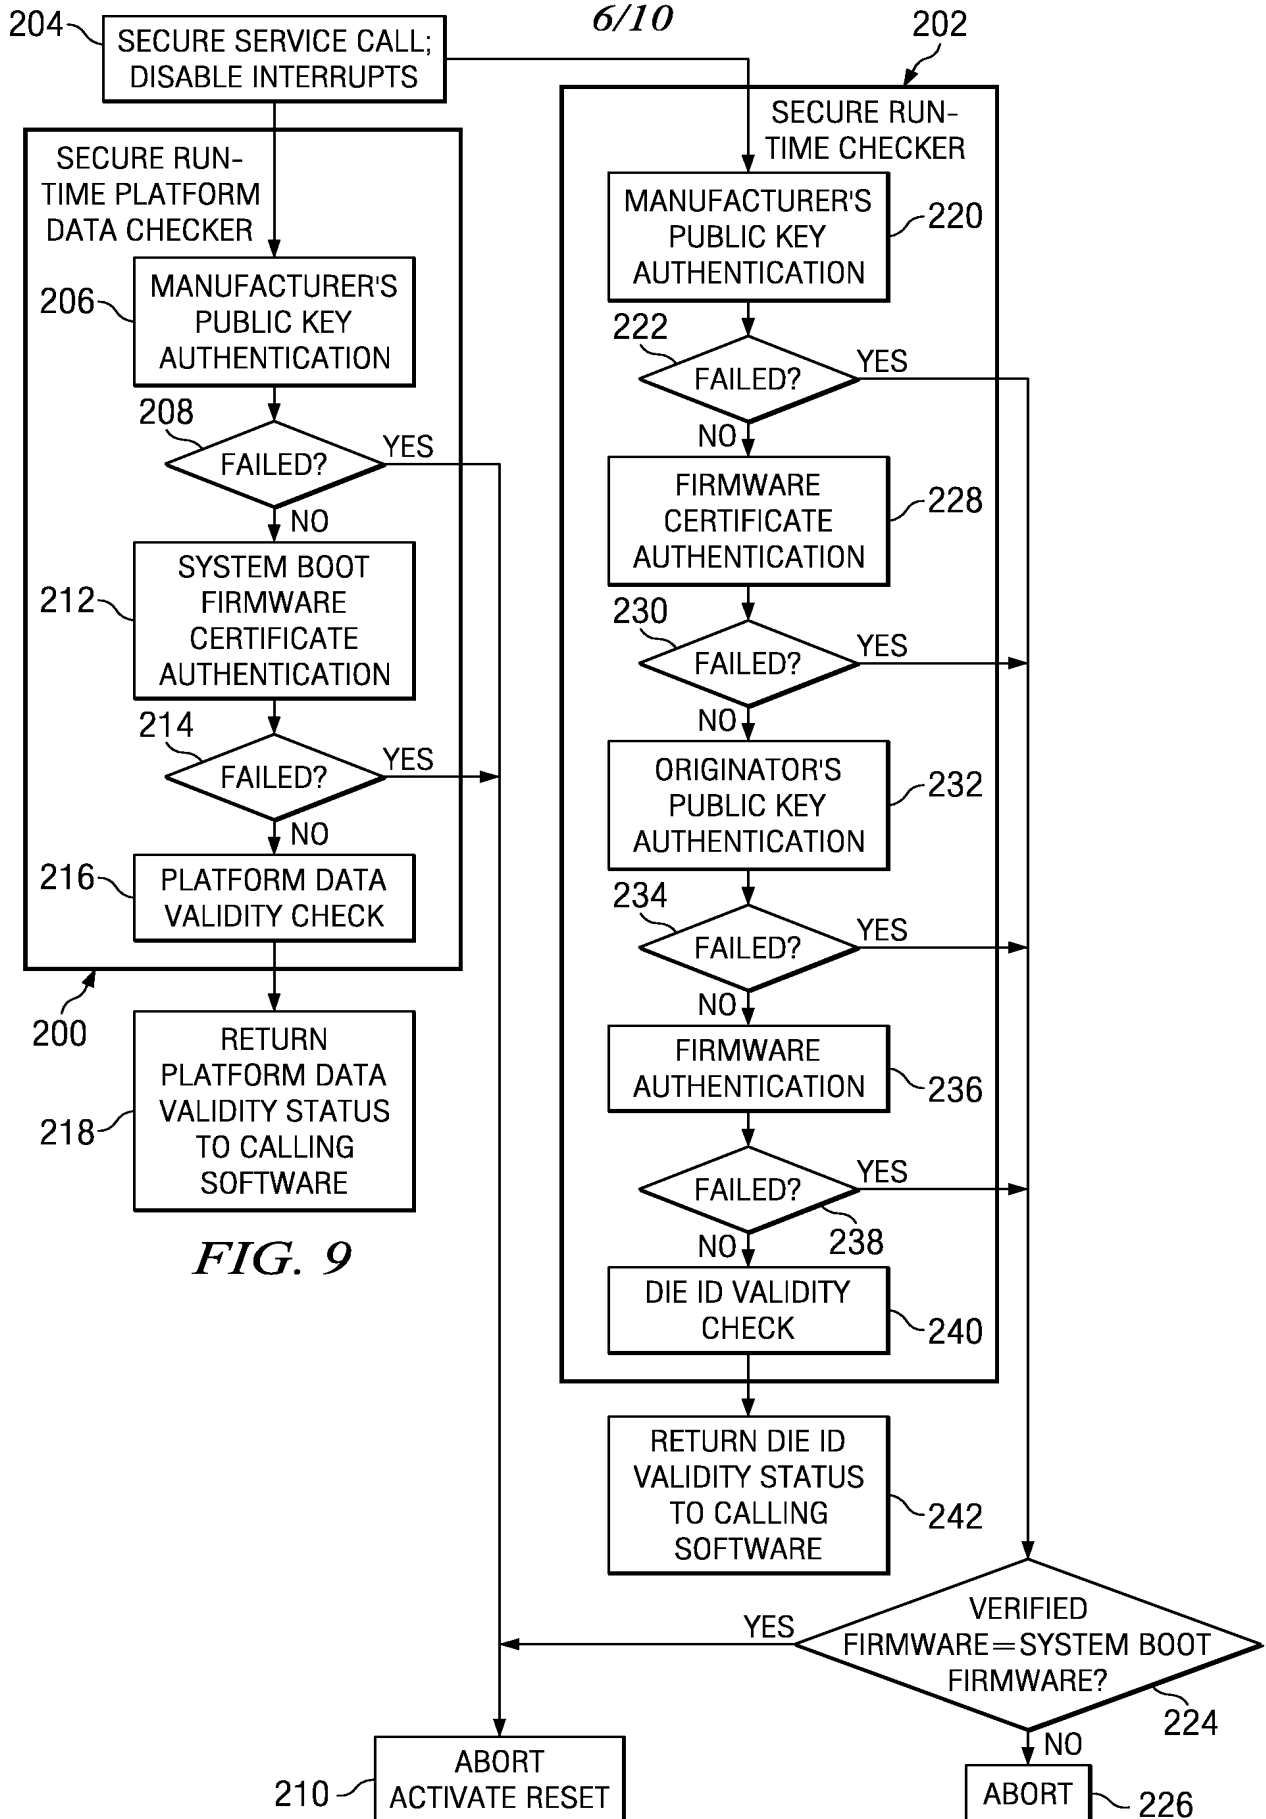 6/10
204
SECURE SERVICE CALL;
DISABLE INTERRUPTS
SECURE RUN-
TIME PLATFORM
DATA CHECKER
206
MANUFACTURER'S
PUBLIC KEY
AUTHENTICATION
208
FAILED?
YES
NO
212
SYSTEM BOOT
FIRMWARE
CERTIFICATE
AUTHENTICATION
214
FAILED?
YES
NO
216
PLATFORM DATA
VALIDITY CHECK
200
218
RETURN
PLATFORM DATA
VALIDITY STATUS
TO CALLING
SOFTWARE
FIG. 9
202
SECURE RUN-
TIME CHECKER
MANUFACTURER'S
PUBLIC KEY
AUTHENTICATION
220
222
FAILED?
YES
NO
FIRMWARE
CERTIFICATE
AUTHENTICATION
228
230
FAILED?
YES
NO
ORIGINATOR'S
PUBLIC KEY
AUTHENTICATION
232
234
FAILED?
YES
NO
FIRMWARE
AUTHENTICATION
236
FAILED?
YES
238
NO
DIE ID VALIDITY
CHECK
240
RETURN DIE ID
VALIDITY STATUS
TO CALLING
SOFTWARE
242
VERIFIED
FIRMWARE=SYSTEM BOOT
FIRMWARE?
224
YES
NO
210
ABORT
ACTIVATE RESET
ABORT
226